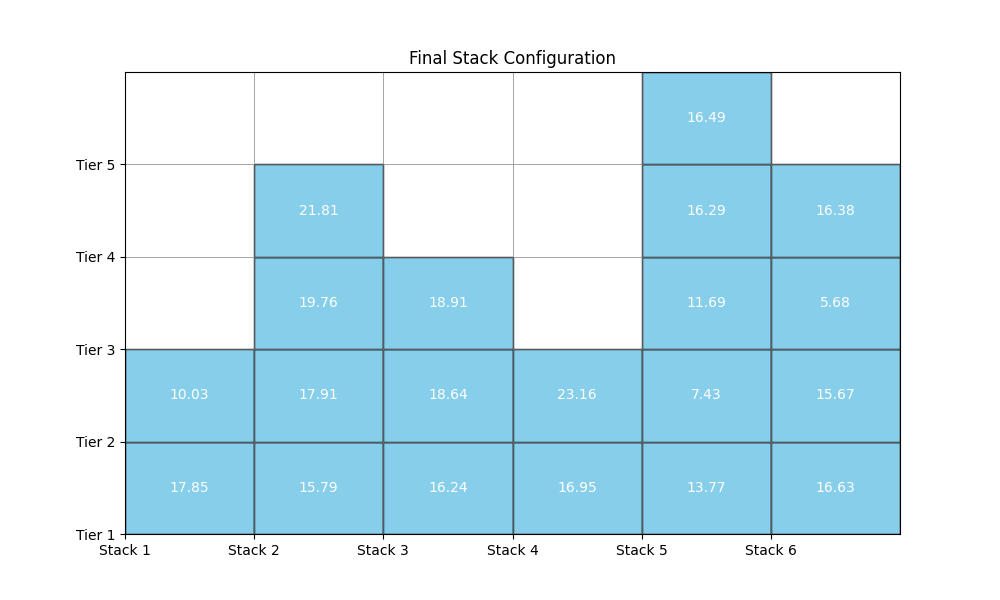 Final Stack Configuration
16.49
Tier 5
21.81 16.29 16.38
Tier 4
19.76 18.91 11.69 5.68
Tier 3
10.03 17.91 18.64 23.16 7.43 15.67
Tier 2
17.85 15.79 16.24 16.95 13.77 16.63
Tier 1
Stack 1 Stack 2 Stack 3 Stack 4 Stack 5 Stack 6